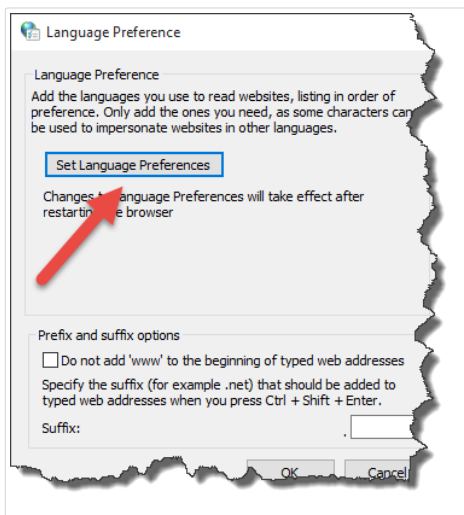 Language Preference
Language Preference
Add the languages you use to read websites, listing in order of
preference. Only add the ones you need, as some characters can
be used to impersonate websites in other languages.
Set Language Preferences
Changes Language Preferences will take effect after
browser
Prefix and suffix options
Do not add 'www' to the beginning of typed web addresses
Specify the suffix (for example .net) that should be added to
typed web addresses when you press Ctrl + Shift + Enter.
Suffix:
.
OK
Cancel